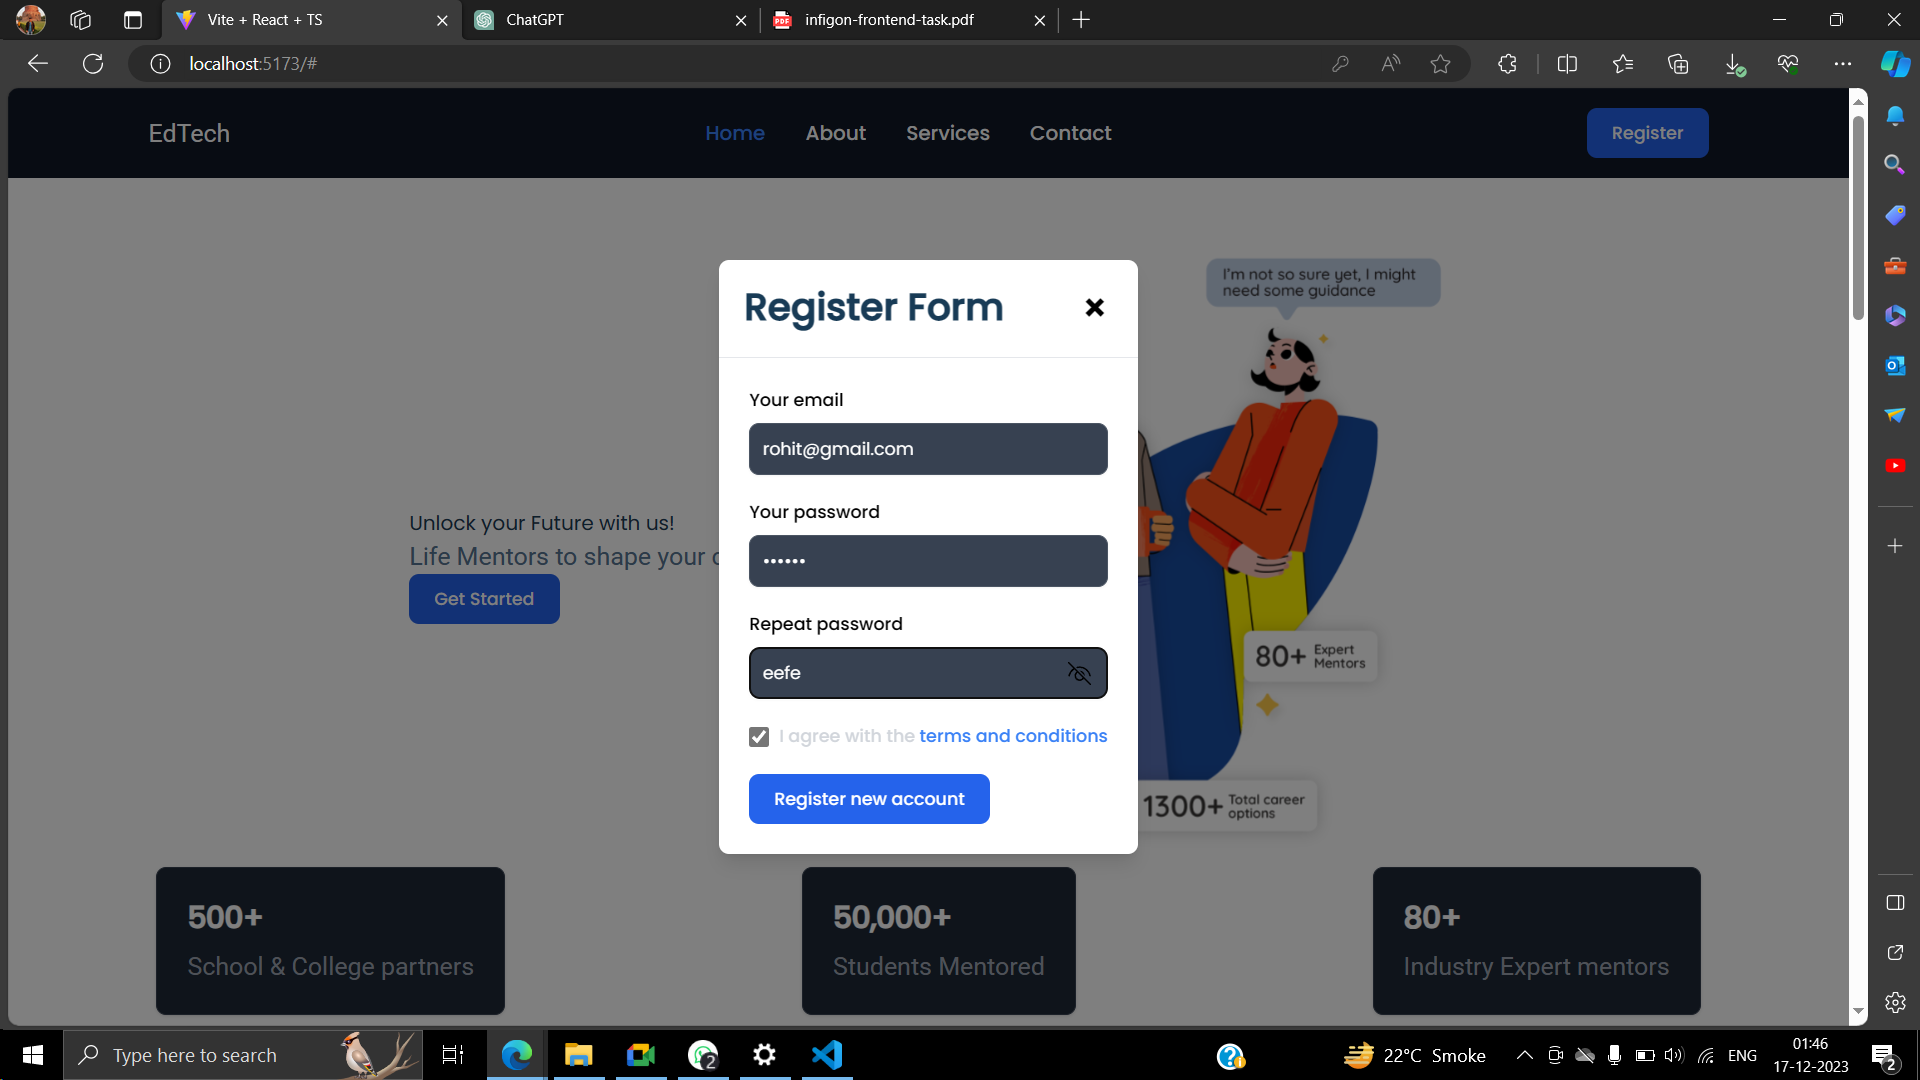 Vite + React + TS
ChatGPT
infigon-frontend-task.pdf
localhost:5173/#
EdTech
Home
About
Services
Contact
Register
I'm not so sure yet, I might
need some guidance
Register Form
Your email
rohit@gmail.com
Your password
••••••
Repeat password
eefe
I agree with the terms and conditions
Register new account
Unlock your Future with us!
Life Mentors to shape your
Get Started
80+ Expert
Mentors
1300+ Total career
options
500+
School & College partners
50,000+
Students Mentored
80+
Industry Expert mentors
Type here to search
2
22°C Smoke
ENG
01:46
17-12-2023
2